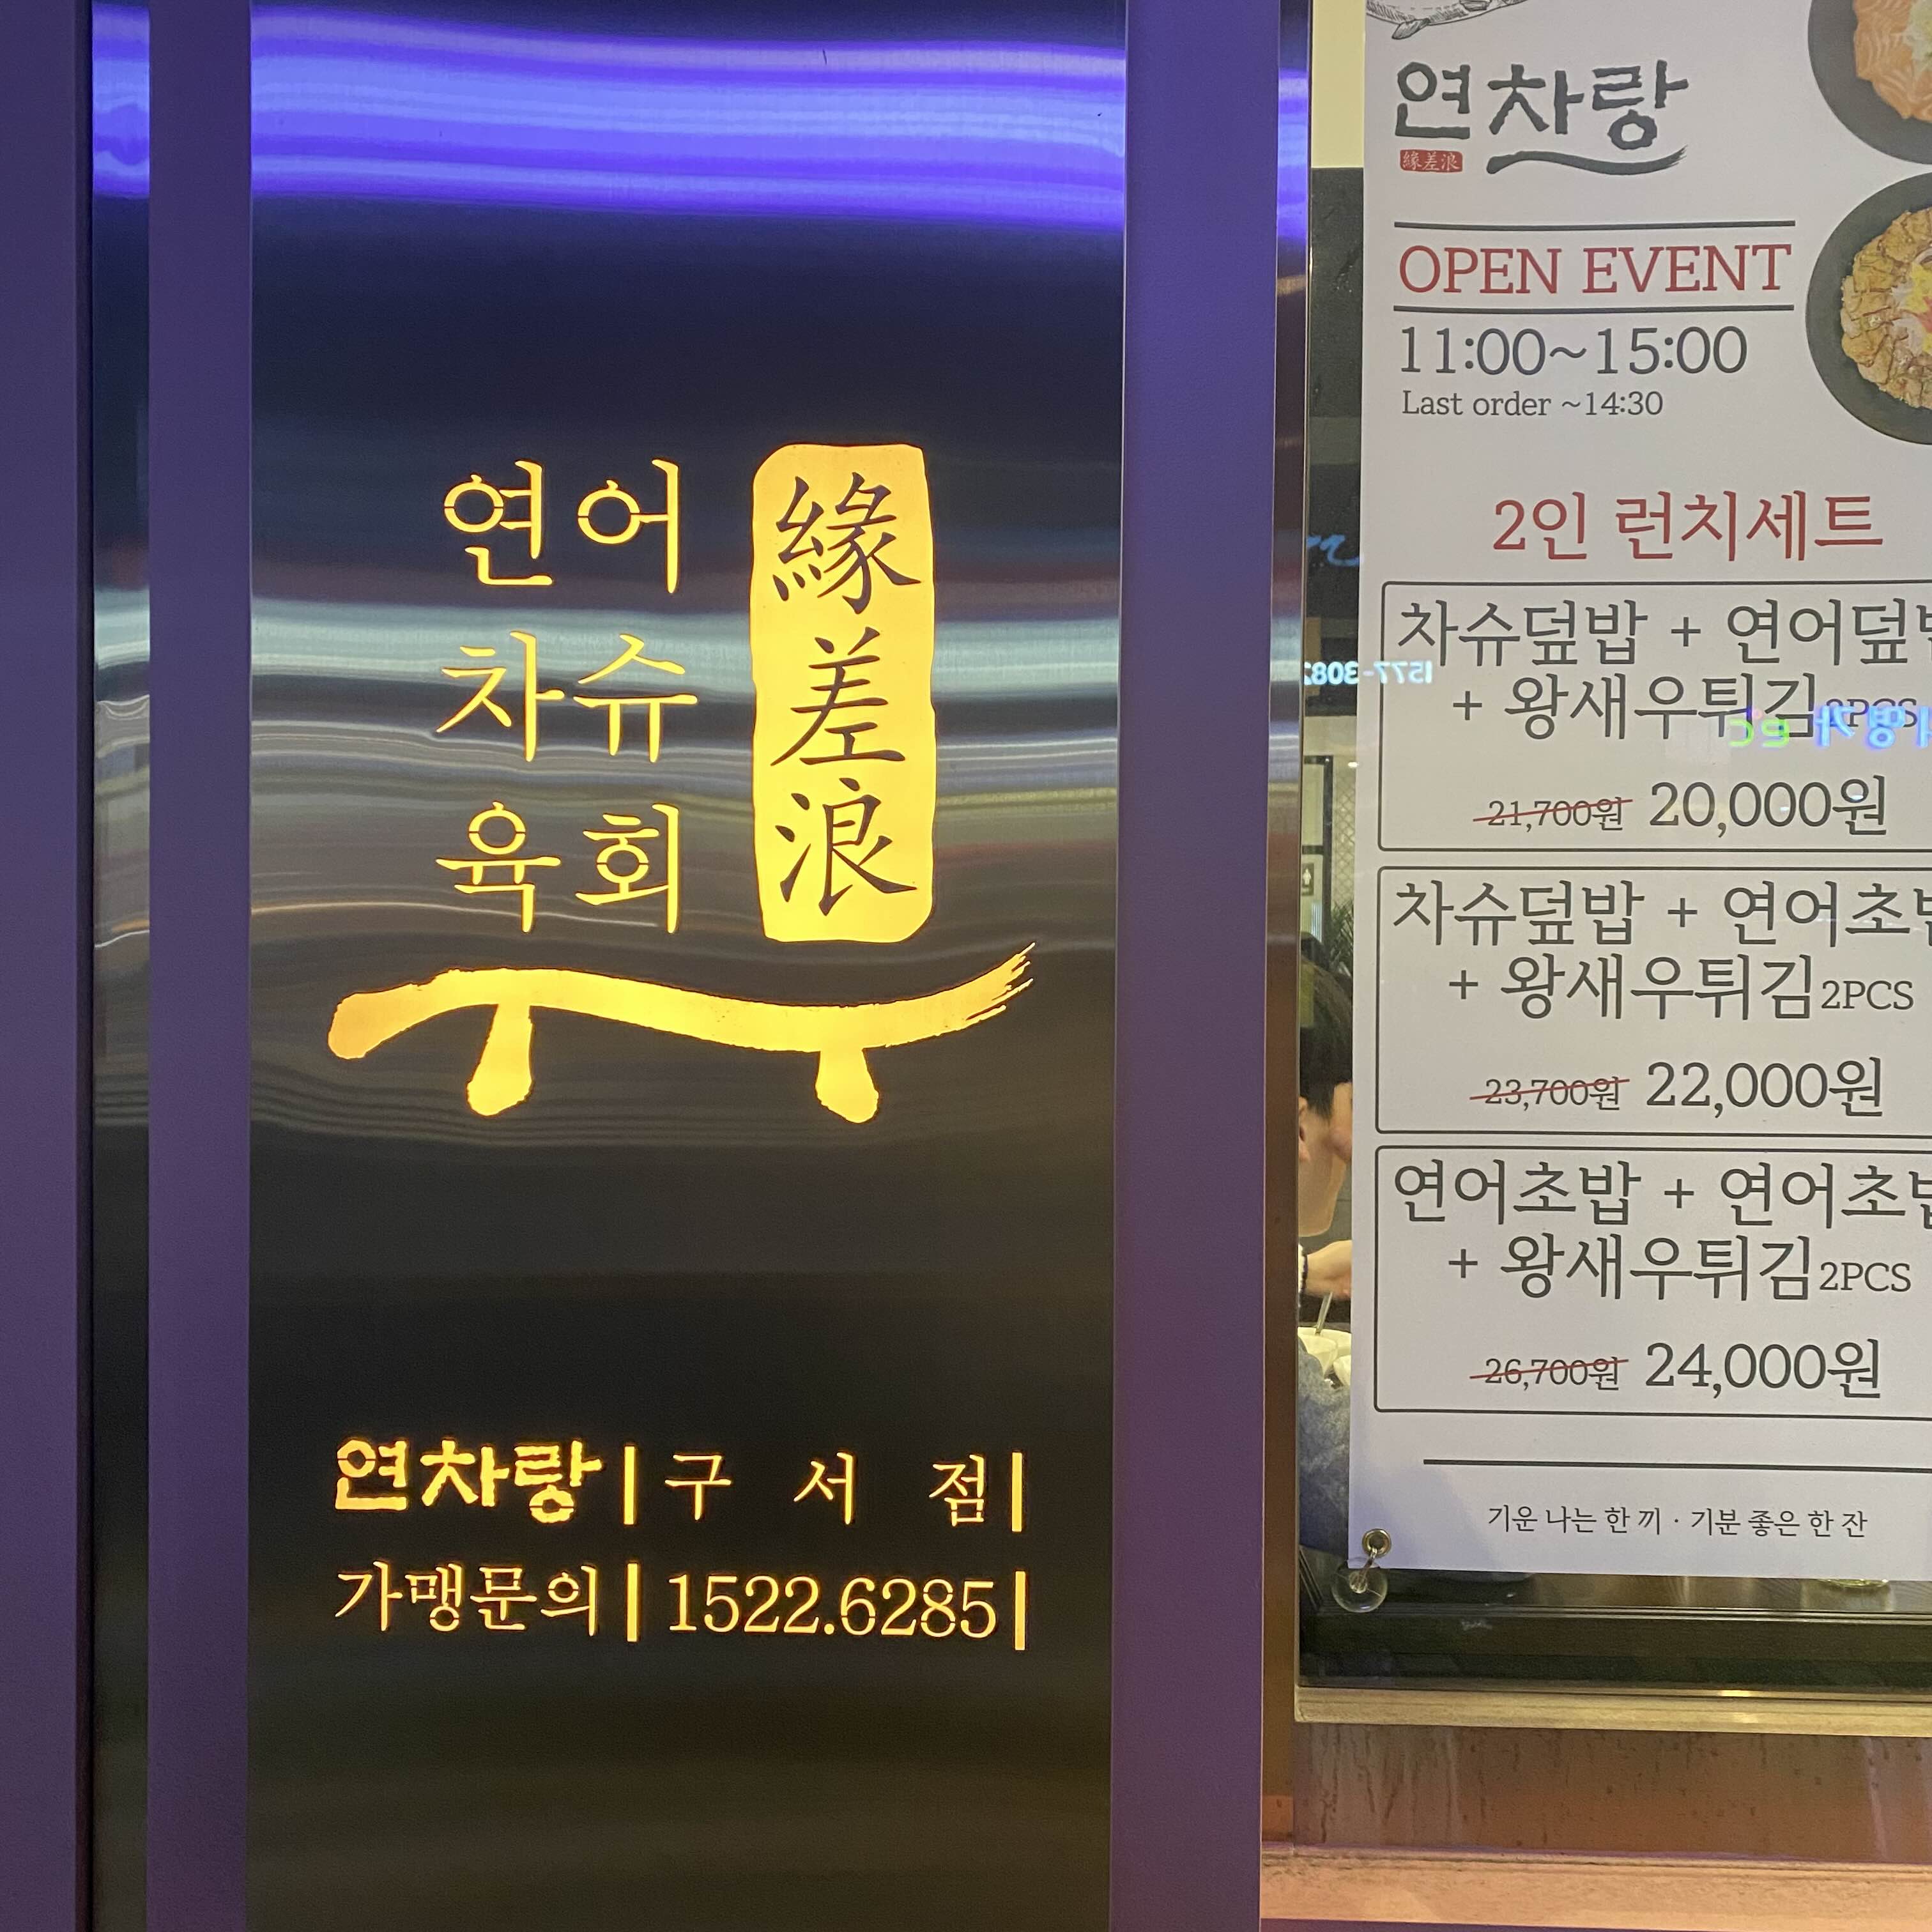 연어
차슈
육회
緣差浪
연차랑 | 구 서 점 |
가맹문의 | 1522.6285 |
연차랑
緣差浪
OPEN EVENT
11:00~15:00
Last order ~14:30
2인 런치세트
차슈덮밥 + 연어덮
+ 왕새우튀김 2PCS
21,700원 20,000원
차슈덮밥 + 연어초
+ 왕새우튀김2PCS
23,700원 22,000원
연어초밥 + 연어초
+ 왕새우튀김2PCS
26,700원 24,000원
기운 나는 한 끼 · 기분 좋은 한 잔